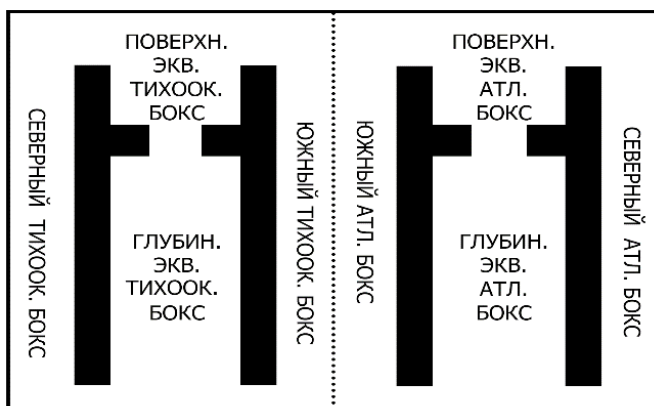 СЕВЕРНЫЙ ТИХООК. БОКС
ПОВЕРХН.
ЭКВ.
ТИХООК.
БОКС
ГЛУБИН.
ЭКВ.
ТИХООК.
БОКС
ЮЖНЫЙ ТИХООК. БОКС
ЮЖНЫЙ АТЛ. БОКС
ПОВЕРХН.
ЭКВ.
АТЛ.
БОКС
ГЛУБИН.
ЭКВ.
АТЛ.
БОКС
СЕВЕРНЫЙ АТЛ. БОКС